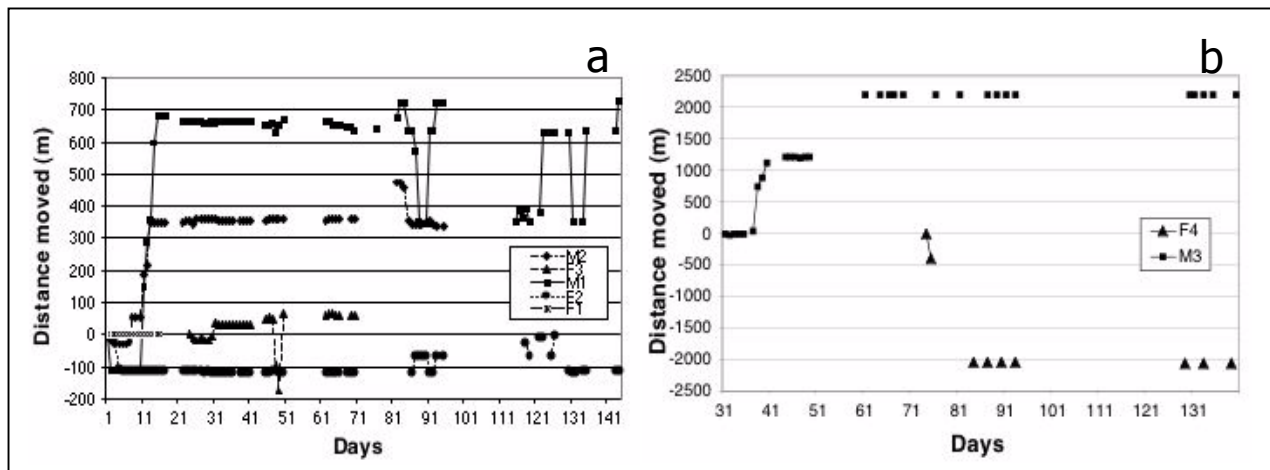 a
Distance moved (m)
800
700
600
500
400
300
200
100
0
-100
-200
1 11 21 31 41 51 61 71 81 91 101 111 121 131 141
Days
M2
F3
M1
F2
F1
b
Distance moved (m)
2500
2000
1500
1000
500
0
-500
-1000
-1500
-2000
-2500
31 41 51 61 71 81 91 101 111 121 131
Days
F4
M3